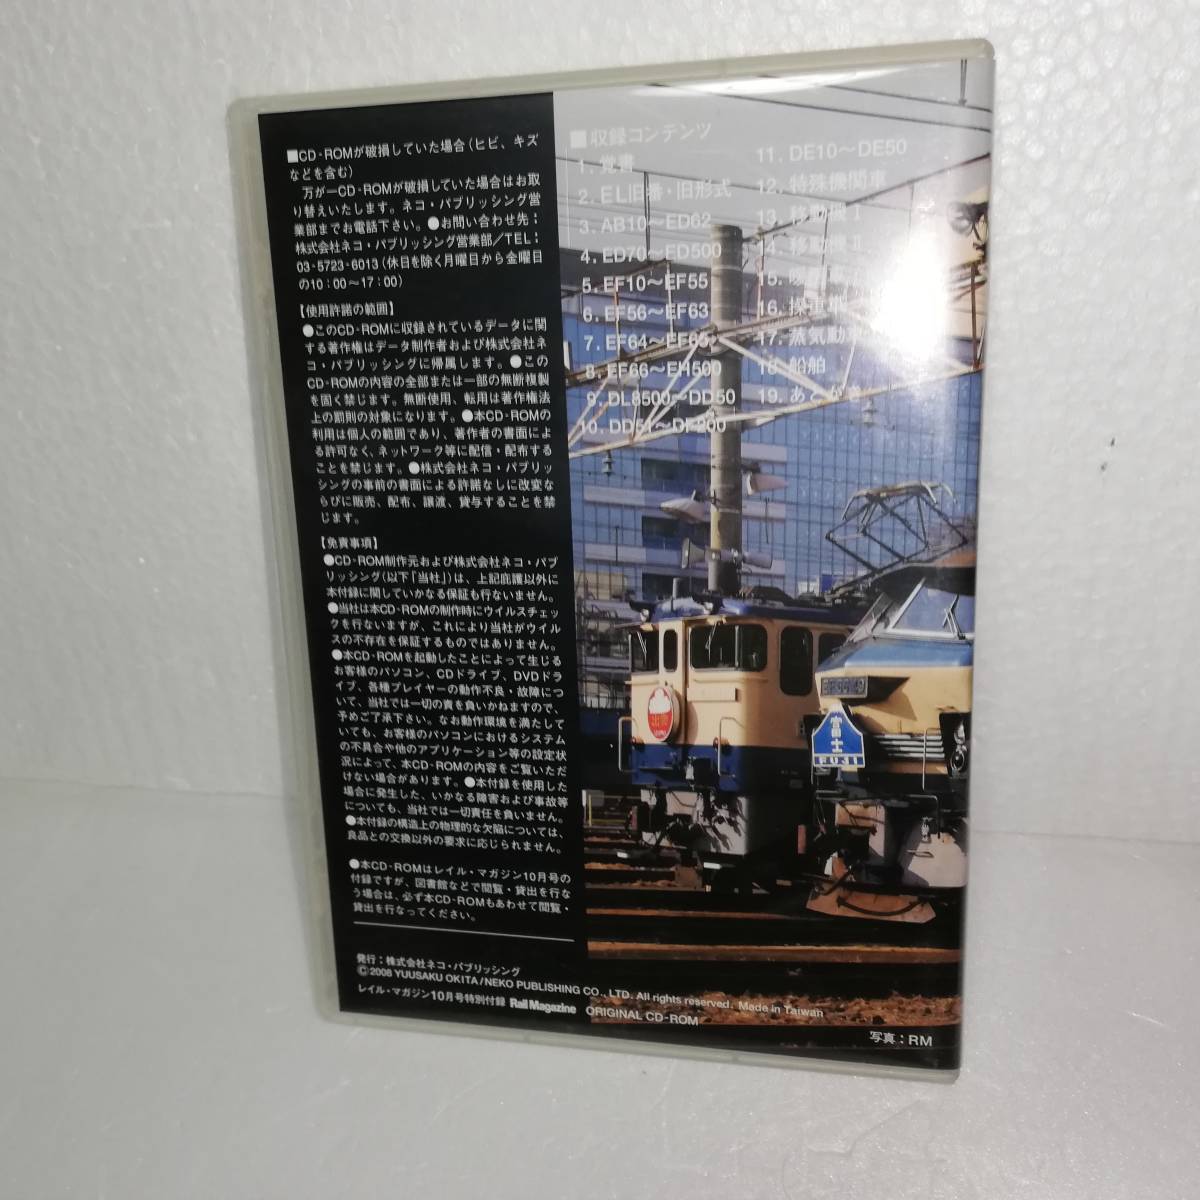 ■CD-ROMが破損していた場合(ヒビ、キズ
などを含む)
万が一CD-ROMが破損していた場合はお取
り替えいたします。ネコ・パブリッシング営
業部までお電話下さい。●お問い合わせ先：
株式会社ネコ・パブリッシング営業部／TEL：
03-5723-6013(休日を除く月曜日から金曜日
の10：00〜17：00)
【使用許諾の範囲】
●このCD-ROMに収録されているデータに関
する著作権はデータ制作者および株式会社ネ
コ・パブリッシングに帰属します。●この
CD-ROMの内容の全部または一部の無断複製
を固く禁じます。無断使用、転用は著作権法
上の罰則の対象になります。●本CD-ROMの
利用は個人の範囲であり、著作者の書面によ
る許可なく、ネットワーク等に配信・配布する
ことを禁じます。●株式会社ネコ・パブリッ
シングの事前の書面による許諾なしに改変な
らびに販売、配布、譲渡、貸与することを禁
じます。
【免責事項】
●CD-ROM制作元および株式会社ネコ・パブ
リッシング(以下「当社」)は、上記庇護以外に
本付録に関していかなる保証も行ないません。
●当社は本CD-ROMの制作時にウイルスチェッ
クを行ないますが、これにより当社がウイル
スの不存在を保証するものではありません。
●本CD-ROMを起動したことによって生じる
お客様のパソコン、CDドライブ、DVDドラ
イブ、各種プレイヤーの動作不良・故障につ
いて、当社では一切の責を負いかねますので、
予めご了承下さい。なお動作環境を満たして
いても、お客様のパソコンにおけるシステム
の不具合や他のアプリケーション等の設定状
況によって、本CD-ROMの内容をご覧いただ
けない場合があります。●本付録を使用した
場合に発生した、いかなる障害および事故等
についても、当社では一切責任を負いません。
●本付録の構造上の物理的な欠陥については、
良品との交換以外の要求に応じられません。
●本CD-ROMはレイル・マガジン10月号の
付録ですが、図書館などで閲覧・貸出を行な
う場合は、必ず本CD-ROMもあわせて閲覧・
貸出を行なってください。
発行：株式会社ネコ・パブリッシング
©2008 YUUSAKU OKITA/NEKO PUBLISHING CO., LTD. All rights reserved. Made in Taiwan
レイル・マガジン10月号特別付録 Rail Magazine ORIGINAL CD-ROM
■収録コンテンツ
1. 覚書
2. EL旧番・旧形式
3. AB10〜ED62
4. ED70〜ED500
5. EF10〜EF55
6. EF56〜EF63
7. EF64〜EF65
8. EF66〜EH500
9. DL8500〜DD50
10. DD51〜DF200
11. DE10〜DE50
12. 特殊機関車
13. 移動機Ⅰ
14. 移動機Ⅱ
15.
16. 操重車
17. 蒸気動車
18. 船舶
19. あとがき
富士
FUJI
写真：RM